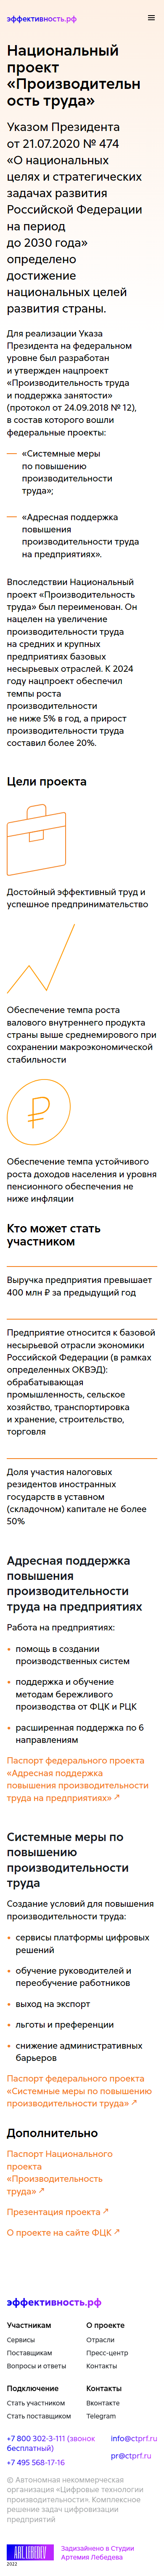 эффективность.рф
Национальный
проект
«Производительн
ость труда»
Указом Президента
от 21.07.2020 № 474
«О национальных
целях и стратегических
задачах развития
Российской Федерации
на период
до 2030 года»
определено
достижение
национальных целей
развития страны.
Для реализации Указа
Президента на федеральном
уровне был разработан
и утвержден нацпроект
«Производительность труда
и поддержка занятости»
(протокол от 24.09.2018 № 12),
в состав которого вошли
федеральные проекты:
— «Системные меры
по повышению
производительности
труда»;
— «Адресная поддержка
повышения
производительности труда
на предприятиях».
Впоследствии Национальный
проект «Производительность
труда» был переименован. Он
нацелен на увеличение
производительности труда
на средних и крупных
предприятиях базовых
несырьевых отраслей. К 2024
году нацпроект обеспечил
темпы роста
производительности
не ниже 5% в год, а прирост
производительности труда
составил более 20%.
Цели проекта
Достойный эффективный труд и
успешное предпринимательство
Обеспечение темпа роста
валового внутреннего продукта
страны выше среднемирового при
сохранении макроэкономической
стабильности
Обеспечение темпа устойчивого
роста доходов населения и уровня
пенсионного обеспечения не
ниже инфляции
Кто может стать
участником
Выручка предприятия превышает
400 млн ₽ за предыдущий год
Предприятие относится к базовой
несырьевой отрасли экономики
Российской Федерации (в рамках
определенных ОКВЭД):
обрабатывающая
промышленность, сельское
хозяйство, транспортировка
и хранение, строительство,
торговля
Доля участия налоговых
резидентов иностранных
государств в уставном
(складочном) капитале не более
50%
Адресная поддержка
повышения
производительности
труда на предприятиях
Работа на предприятиях:
• помощь в создании
производственных систем
• поддержка и обучение
методам бережливого
производства от ФЦК и РЦК
• расширенная поддержка по 6
направлениям
Паспорт федерального проекта
«Адресная поддержка
повышения производительности
труда на предприятиях» ↗
Системные меры по
повышению
производительности
труда
Создание условий для повышения
производительности труда:
• сервисы платформы цифровых
решений
• обучение руководителей и
переобучение работников
• выход на экспорт
• льготы и преференции
• снижение административных
барьеров
Паспорт федерального проекта
«Системные меры по повышению
производительности труда» ↗
Дополнительно
Паспорт Национального
проекта
«Производительность
труда» ↗
Презентация проекта ↗
О проекте на сайте ФЦК ↗
эффективность.рф
Участникам
Сервисы
Поставщикам
Вопросы и ответы
О проекте
Отрасли
Пресс-центр
Контакты
Подключение
Стать участником
Стать поставщиком
Контакты
Вконтакте
Telegram
+7 800 302-3-111 (звонок
бесплатный)
+7 495 568-17-16
info@ctprf.ru
pr@ctprf.ru
© Автономная некоммерческая
организация «Цифровые технологии
производительности». Комплексное
решение задач цифровизации
предприятий
ART.LEBEDEV
2022
Задизайнено в Студии
Артемия Лебедева